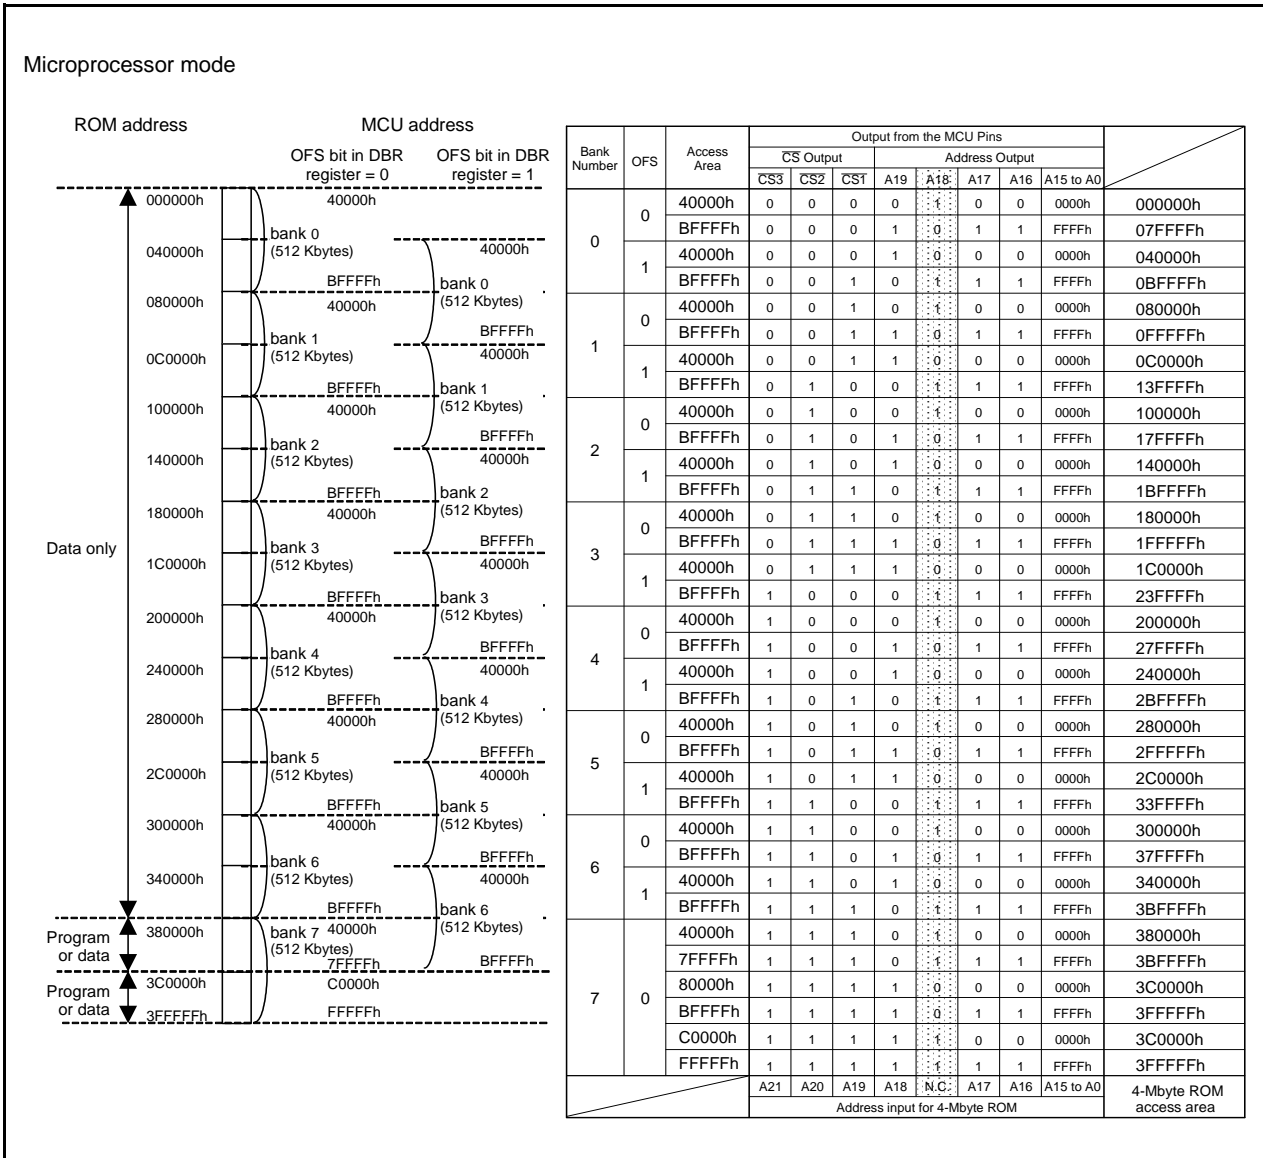 Microprocessor mode
ROM address
MCU address
OFS bit in DBR register = 0
OFS bit in DBR register = 1
000000h 40000h
bank 0
(512 Kbytes)
040000h 40000h
BFFFFh bank 0
(512 Kbytes)
080000h 40000h
BFFFFh
bank 1
(512 Kbytes)
0C0000h 40000h
BFFFFh bank 1
(512 Kbytes)
100000h 40000h
BFFFFh
bank 2
(512 Kbytes)
140000h 40000h
BFFFFh bank 2
(512 Kbytes)
180000h 40000h
BFFFFh
Data only
bank 3
(512 Kbytes)
1C0000h 40000h
BFFFFh bank 3
(512 Kbytes)
200000h 40000h
BFFFFh
bank 4
(512 Kbytes)
240000h 40000h
BFFFFh bank 4
(512 Kbytes)
280000h 40000h
BFFFFh
bank 5
(512 Kbytes)
2C0000h 40000h
BFFFFh bank 5
(512 Kbytes)
300000h 40000h
BFFFFh
bank 6
(512 Kbytes)
340000h 40000h
BFFFFh bank 6
(512 Kbytes)
Program or data
380000h 40000h
bank 7
(512 Kbytes)
7FFFFh BFFFFh
Program or data
3C0000h C0000h
3FFFFFh FFFFFh
Bank Number OFS Access Area Output from the MCU Pins
CS Output Address Output
CS3 CS2 CS1 A19 A18 A17 A16 A15 to A0
0 0 40000h 0 0 0 0 1 0 0 0000h 000000h
BFFFFh 0 0 0 1 0 1 1 FFFFh 07FFFFh
1 40000h 0 0 0 1 0 0 0 0000h 040000h
BFFFFh 0 0 1 0 1 1 1 FFFFh 0BFFFFh
1 0 40000h 0 0 1 0 1 0 0 0000h 080000h
BFFFFh 0 0 1 1 0 1 1 FFFFh 0FFFFFh
1 40000h 0 0 1 1 0 0 0 0000h 0C0000h
BFFFFh 0 1 0 0 1 1 1 FFFFh 13FFFFh
2 0 40000h 0 1 0 0 1 0 0 0000h 100000h
BFFFFh 0 1 0 1 0 1 1 FFFFh 17FFFFh
1 40000h 0 1 0 1 0 0 0 0000h 140000h
BFFFFh 0 1 1 0 1 1 1 FFFFh 1BFFFFh
3 0 40000h 0 1 1 0 1 0 0 0000h 180000h
BFFFFh 0 1 1 1 0 1 1 FFFFh 1FFFFFh
1 40000h 0 1 1 1 0 0 0 0000h 1C0000h
BFFFFh 1 0 0 0 1 1 1 FFFFh 23FFFFh
4 0 40000h 1 0 0 0 1 0 0 0000h 200000h
BFFFFh 1 0 0 1 0 1 1 FFFFh 27FFFFh
1 40000h 1 0 0 1 0 0 0 0000h 240000h
BFFFFh 1 0 1 0 1 1 1 FFFFh 2BFFFFh
5 0 40000h 1 0 1 0 1 0 0 0000h 280000h
BFFFFh 1 0 1 1 0 1 1 FFFFh 2FFFFFh
1 40000h 1 0 1 1 0 0 0 0000h 2C0000h
BFFFFh 1 1 0 0 1 1 1 FFFFh 33FFFFh
6 0 40000h 1 1 0 0 1 0 0 0000h 300000h
BFFFFh 1 1 0 1 0 1 1 FFFFh 37FFFFh
1 40000h 1 1 0 1 0 0 0 0000h 340000h
BFFFFh 1 1 1 0 1 1 1 FFFFh 3BFFFFh
7 0 40000h 1 1 1 0 1 0 0 0000h 380000h
7FFFFh 1 1 1 0 1 1 1 FFFFh 3BFFFFh
80000h 1 1 1 1 0 0 0 0000h 3C0000h
BFFFFh 1 1 1 1 0 1 1 FFFFh 3FFFFFh
C0000h 1 1 1 1 1 0 0 0000h 3C0000h
FFFFFh 1 1 1 1 1 1 1 FFFFh 3FFFFFh
A21 A20 A19 A18 N.C. A17 A16 A15 to A0 4-Mbyte ROM access area
Address input for 4-Mbyte ROM